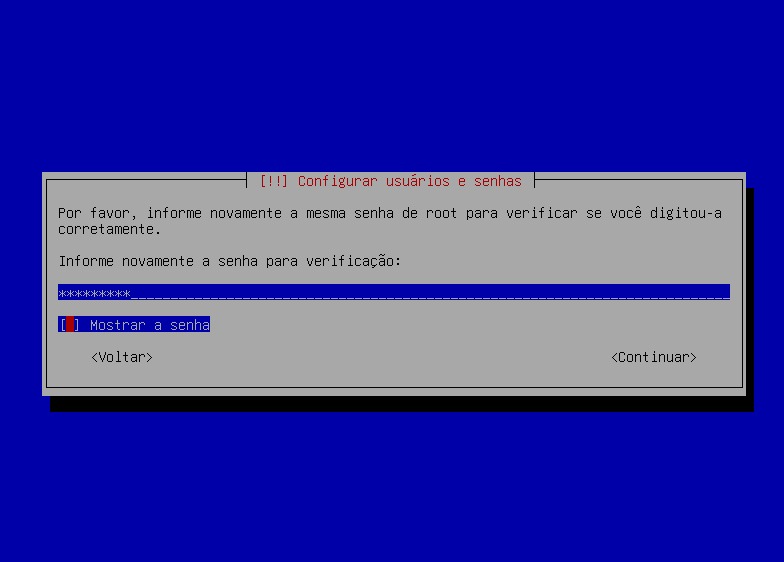 [!!] Configurar usuários e senhas
Por favor, informe novamente a mesma senha de root para verificar se você digitou-a
corretamente.
Informe novamente a senha para verificação:
*********
[ ] Mostrar a senha
<Voltar> <Continuar>